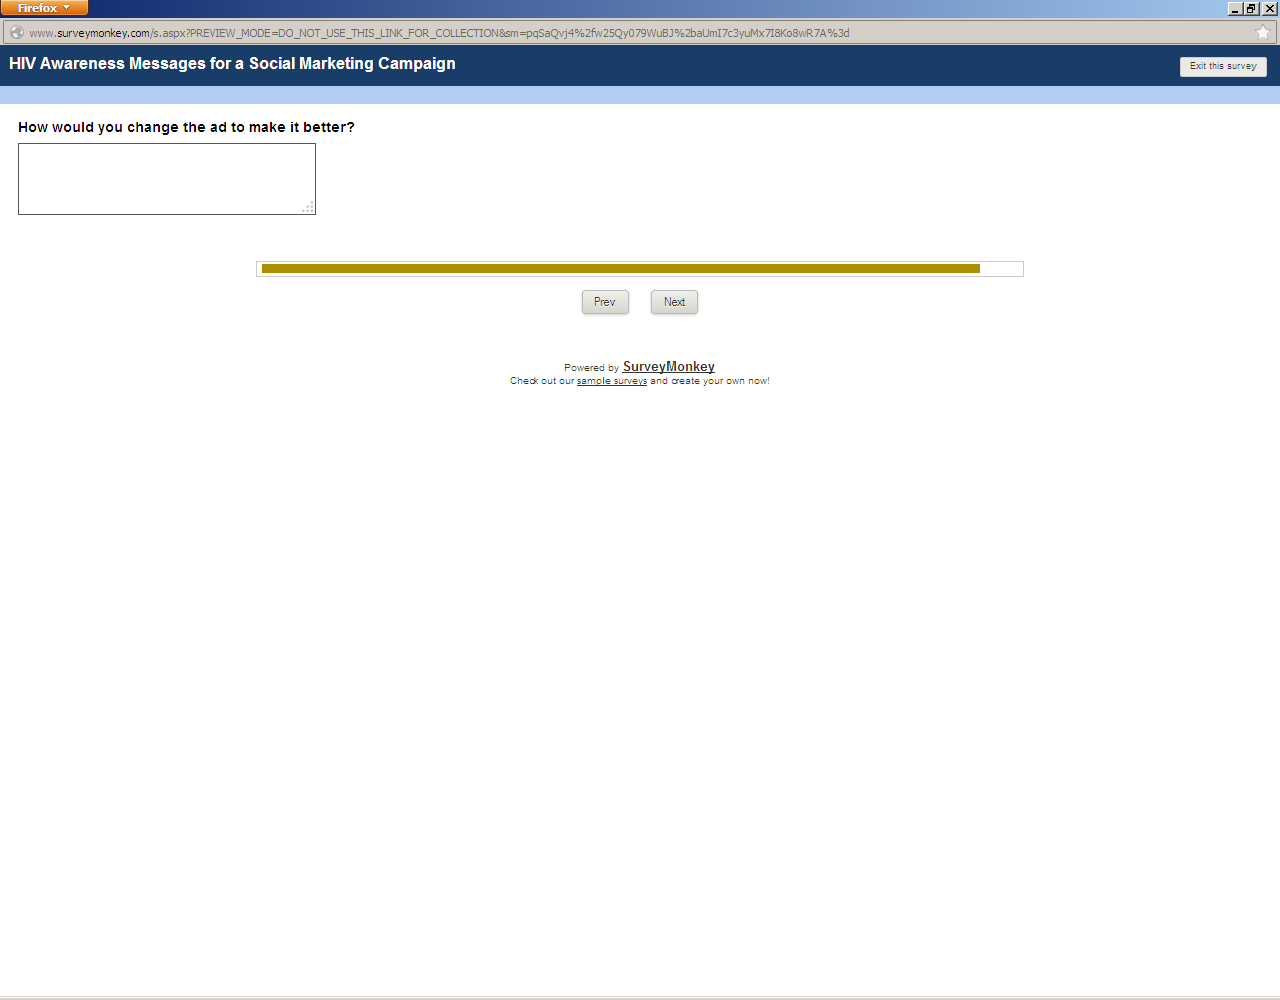 Firefox
www.surveymonkey.com/s.aspx?PREVIEW_MODE=DO_NOT_USE_THIS_LINK_FOR_COLLECTION&sm=pqSaQvj4%2fw25Qy079WuBJ%2baUmI7c3yuMx7I8Ko8wR7A%3d
HIV Awareness Messages for a Social Marketing Campaign
Exit this survey
How would you change the ad to make it better?
Prev Next
Powered by SurveyMonkey
Check out our sample surveys and create your own now!